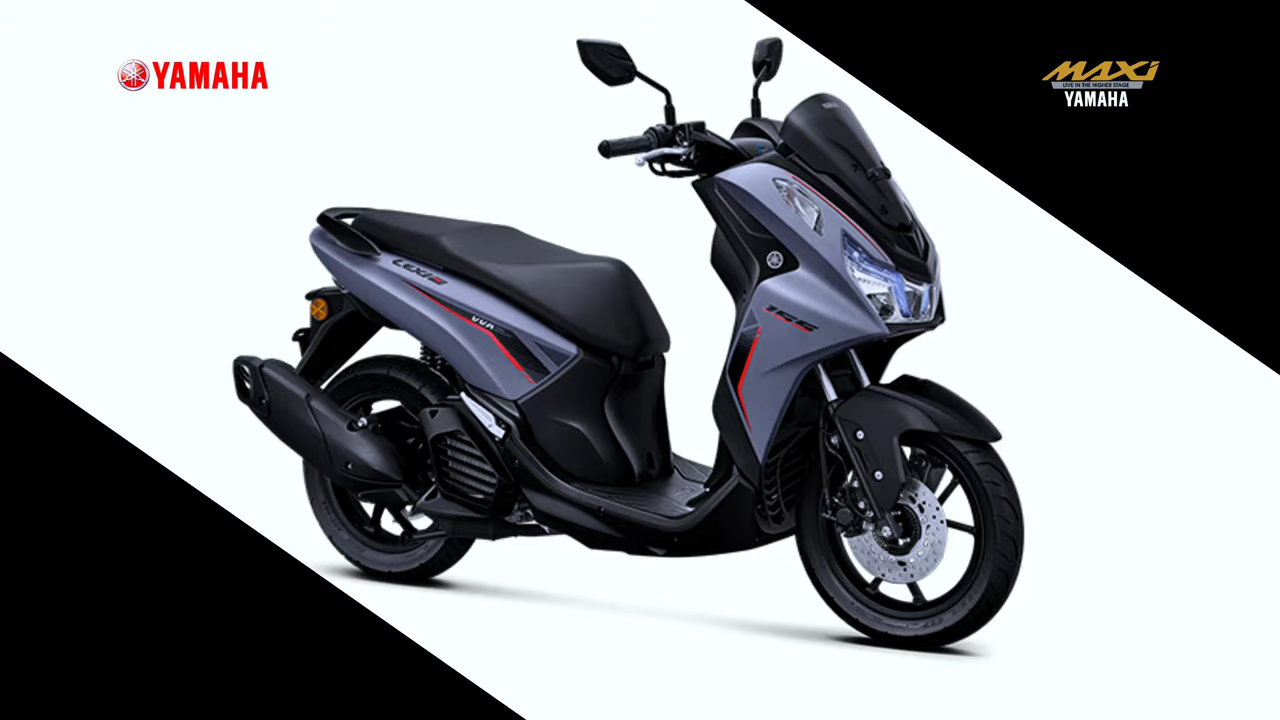 YAMAHA
MAXi
LIVE IN THE HIGHER STAGE
YAMAHA
LEXi
VVA
155